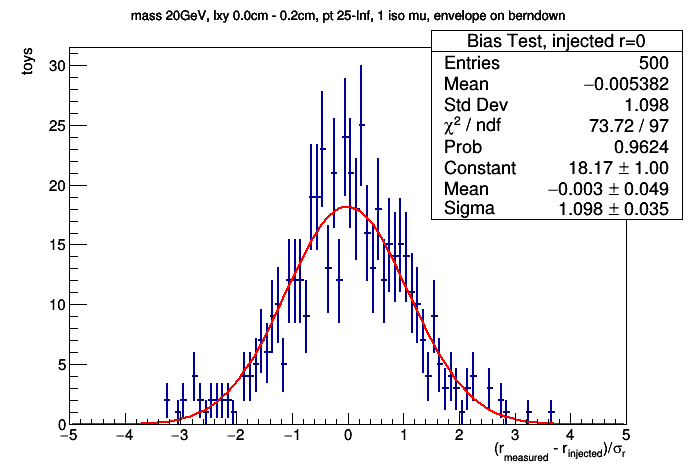 mass 20GeV, lxy 0.0cm - 0.2cm, pt 25-Inf, 1 iso mu, envelope on berndown
Bias Test, injected r=0
Entries 500
Mean −0.005382
Std Dev 1.098
χ² / ndf 73.72 / 97
Prob 0.9624
Constant 18.17 ± 1.00
Mean −0.003 ± 0.049
Sigma 1.098 ± 0.035
toys
30
25
20
15
10
5
0
−5 −4 −3 −2 −1 0 1 2 3 4 5
(r_measured - r_injected)/σ_r